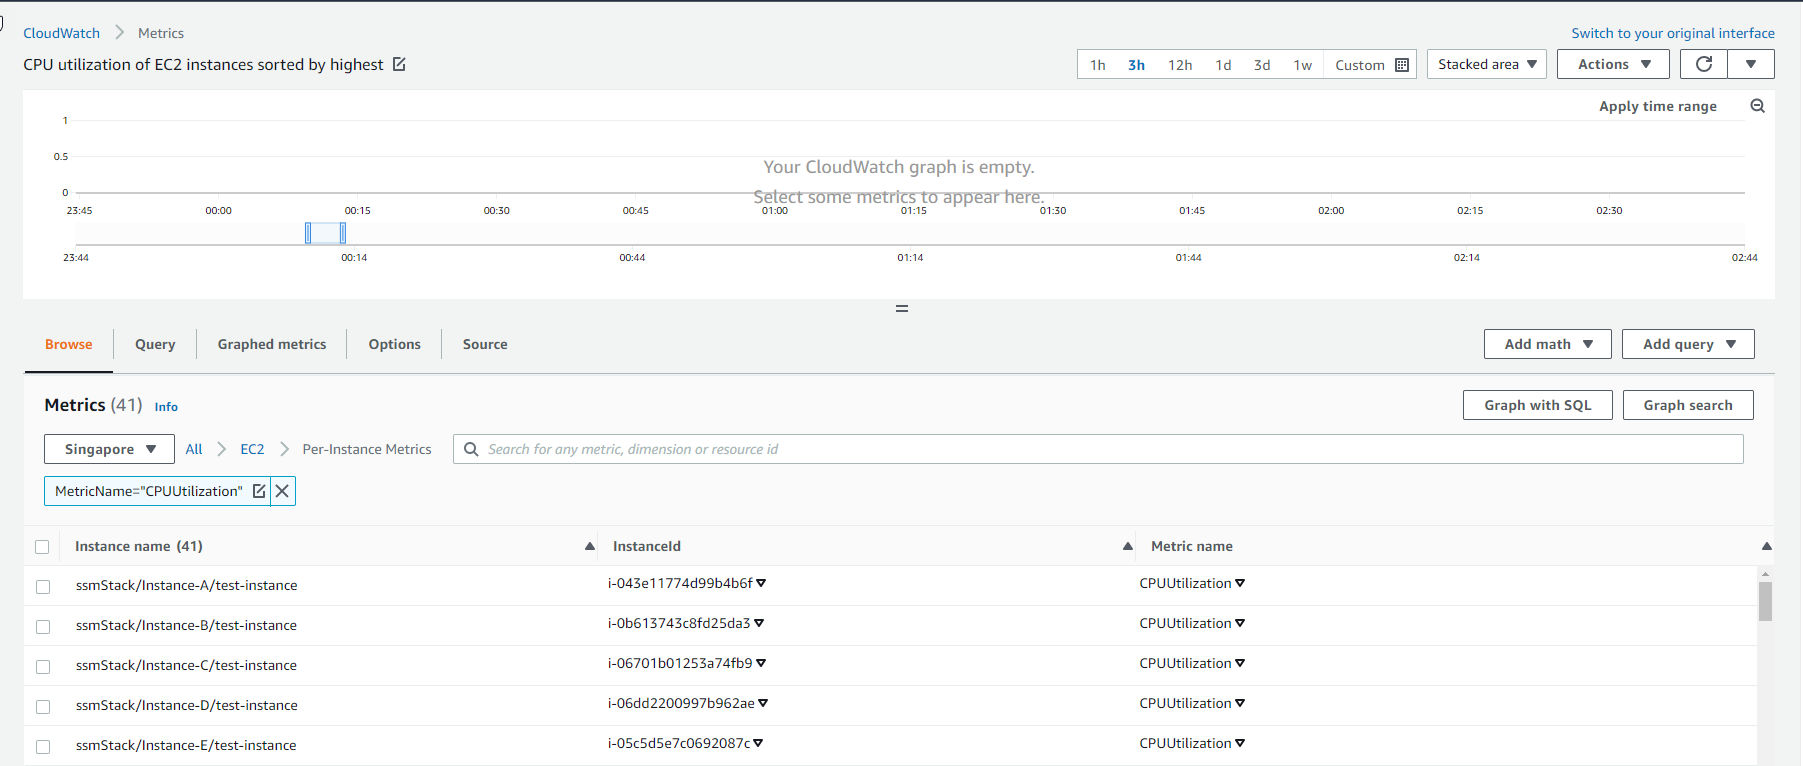 CloudWatch Metrics Switch to your original interface
CPU utilization of EC2 instances sorted by highest 1h 3h 12h 1d 3d 1w Custom Stacked area Actions
Apply time range
1
0.5
Your CloudWatch graph is empty.
0
Select some metrics to appear here.
23:45 00:00 00:15 00:30 00:45 01:00 01:15 01:30 01:45 02:00 02:15 02:30
23:44 00:14 00:44 01:14 01:44 02:14 02:44
Browse Query Graphed metrics Options Source Add math Add query
Metrics (41) Info Graph with SQL Graph search
Singapore All EC2 Per-Instance Metrics Search for any metric, dimension or resource id
MetricName="CPUUtilization"
Instance name (41) InstanceId Metric name
ssmStack/Instance-A/test-instance i-043e11774d99b4b6f CPUUtilization
ssmStack/Instance-B/test-instance i-0b613743c8fd25da3 CPUUtilization
ssmStack/Instance-C/test-instance i-06701b01253a74fb9 CPUUtilization
ssmStack/Instance-D/test-instance i-06dd2200997b962ae CPUUtilization
ssmStack/Instance-E/test-instance i-05c5d5e7c0692087c CPUUtilization